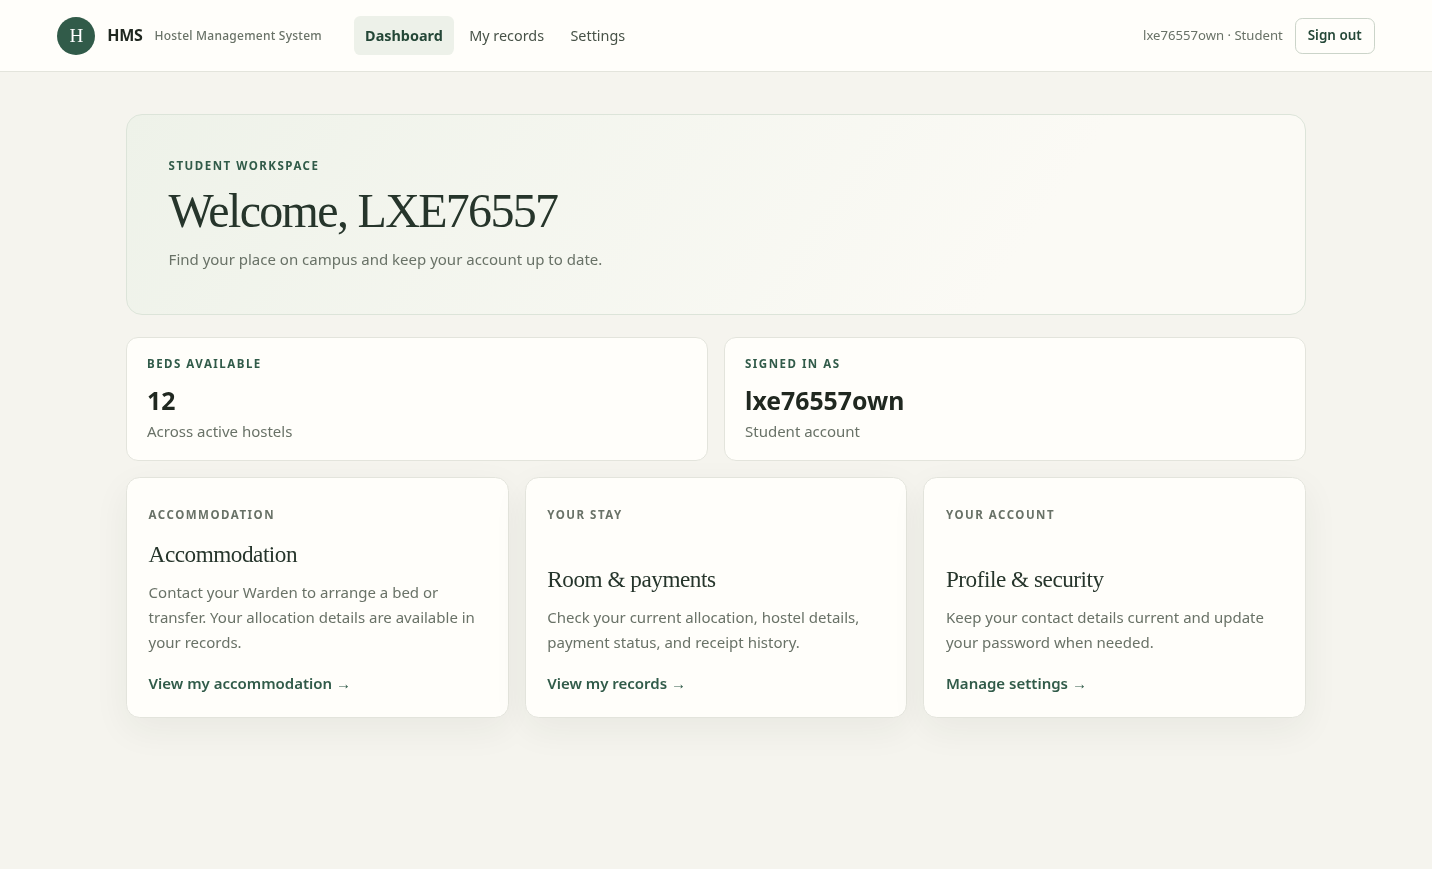 H HMS Hostel Management System Dashboard My records Settings lxe76557own · Student Sign out
STUDENT WORKSPACE
Welcome, LXE76557
Find your place on campus and keep your account up to date.
BEDS AVAILABLE
12
Across active hostels
SIGNED IN AS
lxe76557own
Student account
ACCOMMODATION
Accommodation
Contact your Warden to arrange a bed or
transfer. Your allocation details are available in
your records.
View my accommodation →
YOUR STAY
Room & payments
Check your current allocation, hostel details,
payment status, and receipt history.
View my records →
YOUR ACCOUNT
Profile & security
Keep your contact details current and update
your password when needed.
Manage settings →